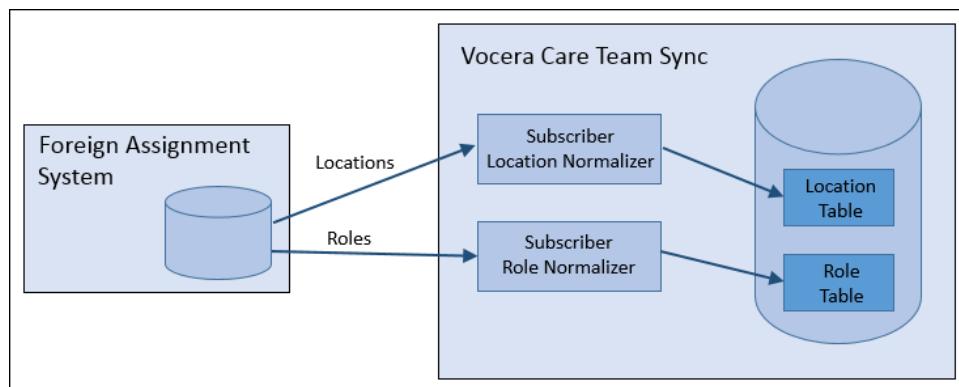 Vocera Care Team Sync
Foreign Assignment
System
Locations
Roles
Subscriber
Location Normalizer
Subscriber
Role Normalizer
Location
Table
Role
Table